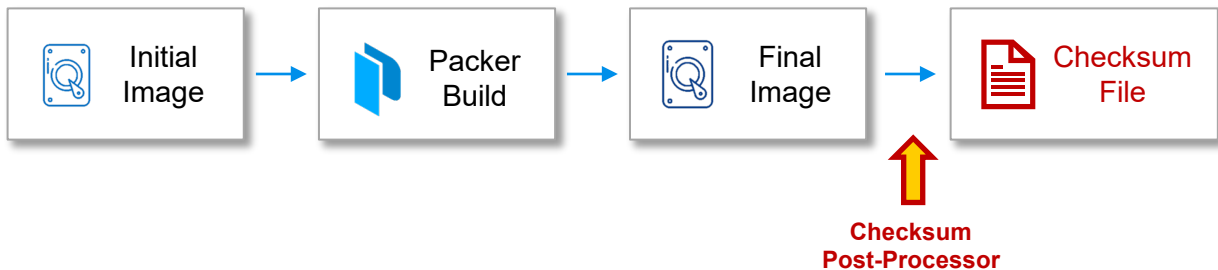 Initial
Image
Packer
Build
Final
Image
Checksum
File
Checksum
Post-Processor